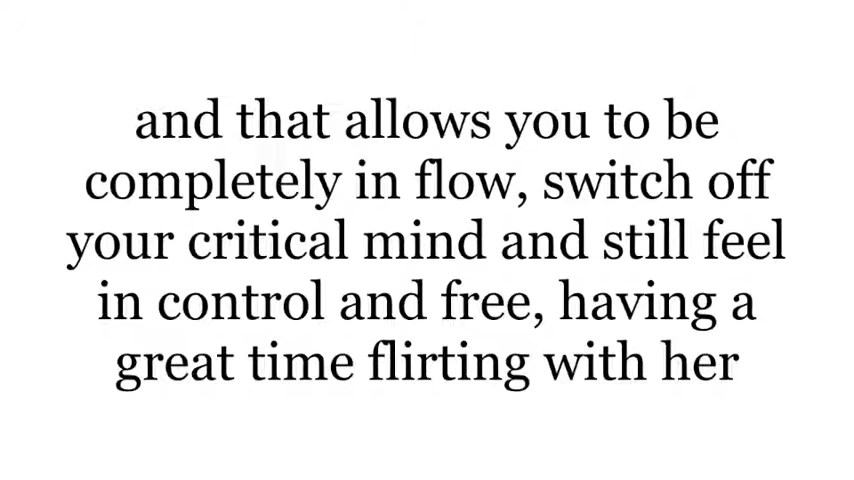 and that allows you to be
completely in flow, switch off
your critical mind and still feel
in control and free, having a
great time flirting with her